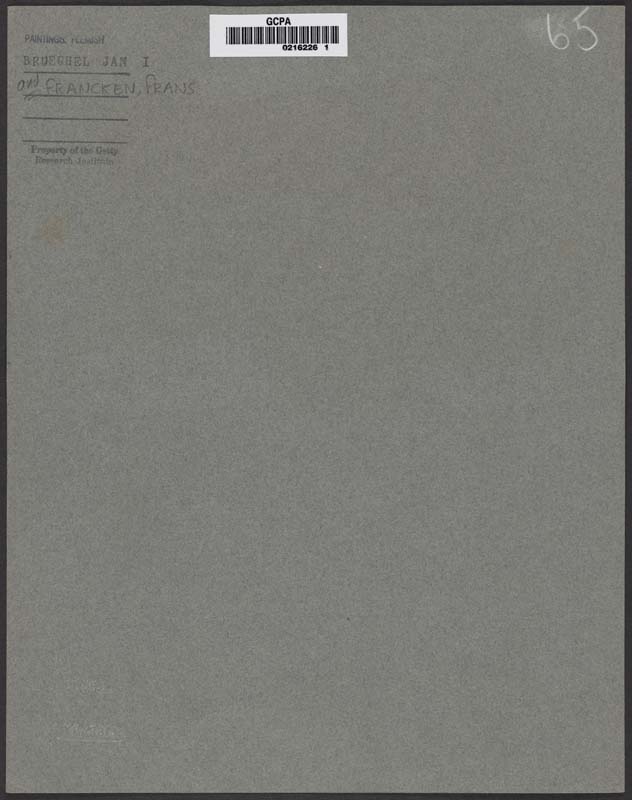 PAINTINGS, FLEMISH
BRUEGHEL JAN I
and FRANCKEN, FRANS
Property of the Getty
Research Institute
GCPA
0216226 1
65